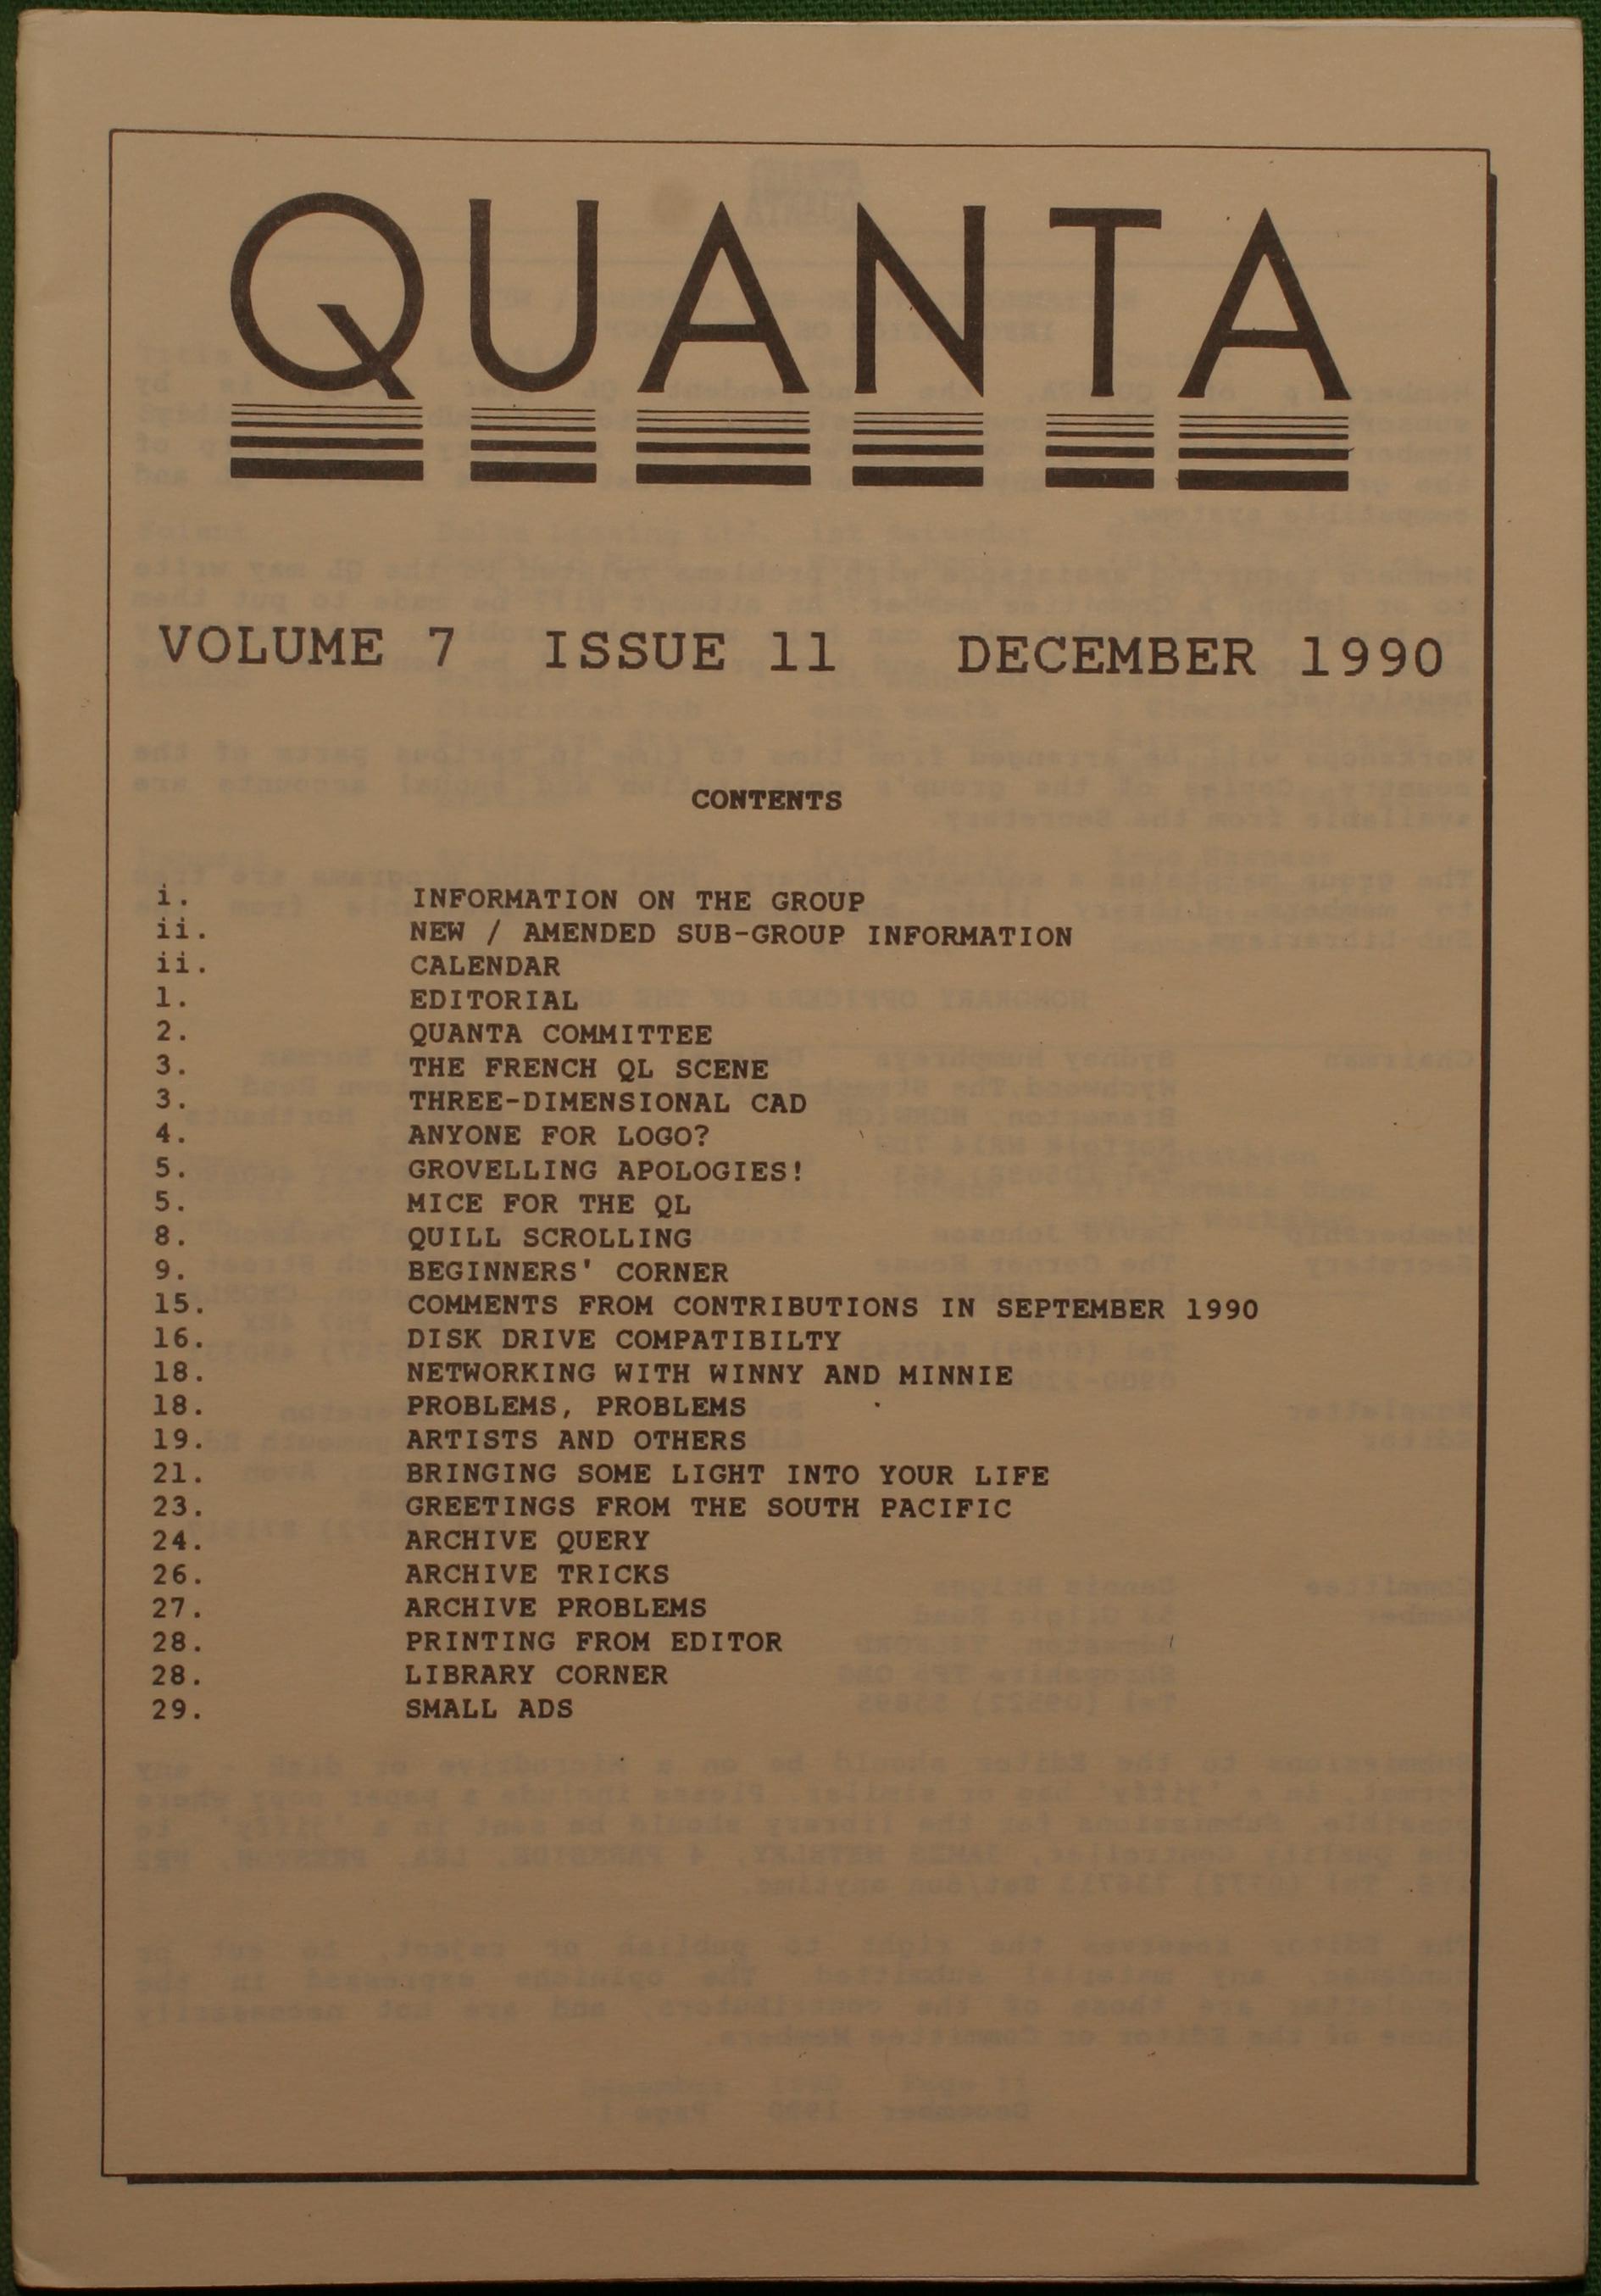 QUANTA
VOLUME 7 ISSUE 11 DECEMBER 1990
CONTENTS
i. INFORMATION ON THE GROUP
ii. NEW / AMENDED SUB-GROUP INFORMATION
ii. CALENDAR
1. EDITORIAL
2. QUANTA COMMITTEE
3. THE FRENCH QL SCENE
3. THREE-DIMENSIONAL CAD
4. ANYONE FOR LOGO?
5. GROVELLING APOLOGIES!
5. MICE FOR THE QL
8. QUILL SCROLLING
9. BEGINNERS' CORNER
15. COMMENTS FROM CONTRIBUTIONS IN SEPTEMBER 1990
16. DISK DRIVE COMPATIBILTY
18. NETWORKING WITH WINNY AND MINNIE
18. PROBLEMS, PROBLEMS
19. ARTISTS AND OTHERS
21. BRINGING SOME LIGHT INTO YOUR LIFE
23. GREETINGS FROM THE SOUTH PACIFIC
24. ARCHIVE QUERY
26. ARCHIVE TRICKS
27. ARCHIVE PROBLEMS
28. PRINTING FROM EDITOR
28. LIBRARY CORNER
29. SMALL ADS